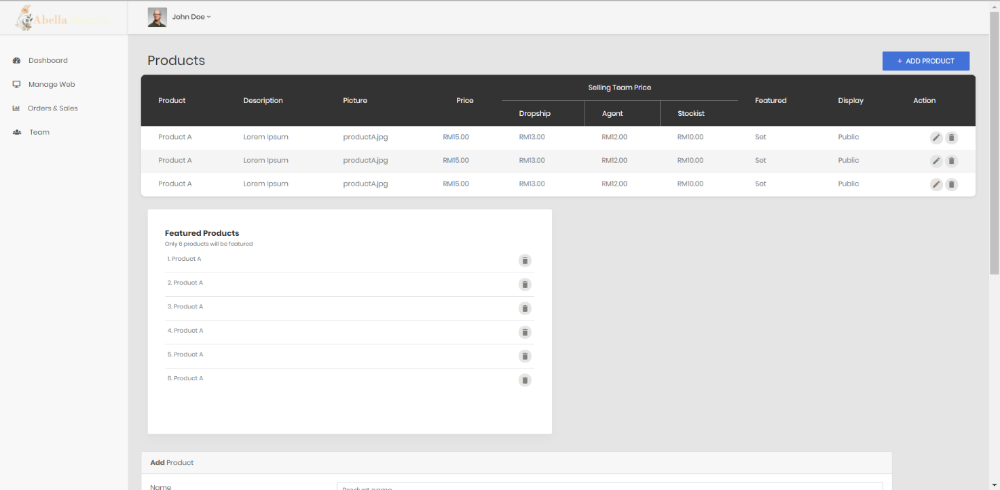 Abella
John Doe
Dashboard
Manage Web
Orders & Sales
Team
Products
+ ADD PRODUCT
Product Description Picture Price Selling Team Price Featured Display Action
Dropship Agent Stockist
Product A Lorem Ipsum productA.jpg RM15.00 RM13.00 RM12.00 RM10.00 Set Public
Product A Lorem Ipsum productA.jpg RM15.00 RM13.00 RM12.00 RM10.00 Set Public
Product A Lorem Ipsum productA.jpg RM15.00 RM13.00 RM12.00 RM10.00 Set Public
Featured Products
Only 6 products will be featured
1. Product A
2. Product A
3. Product A
4. Product A
5. Product A
6. Product A
Add Product
Name Product name